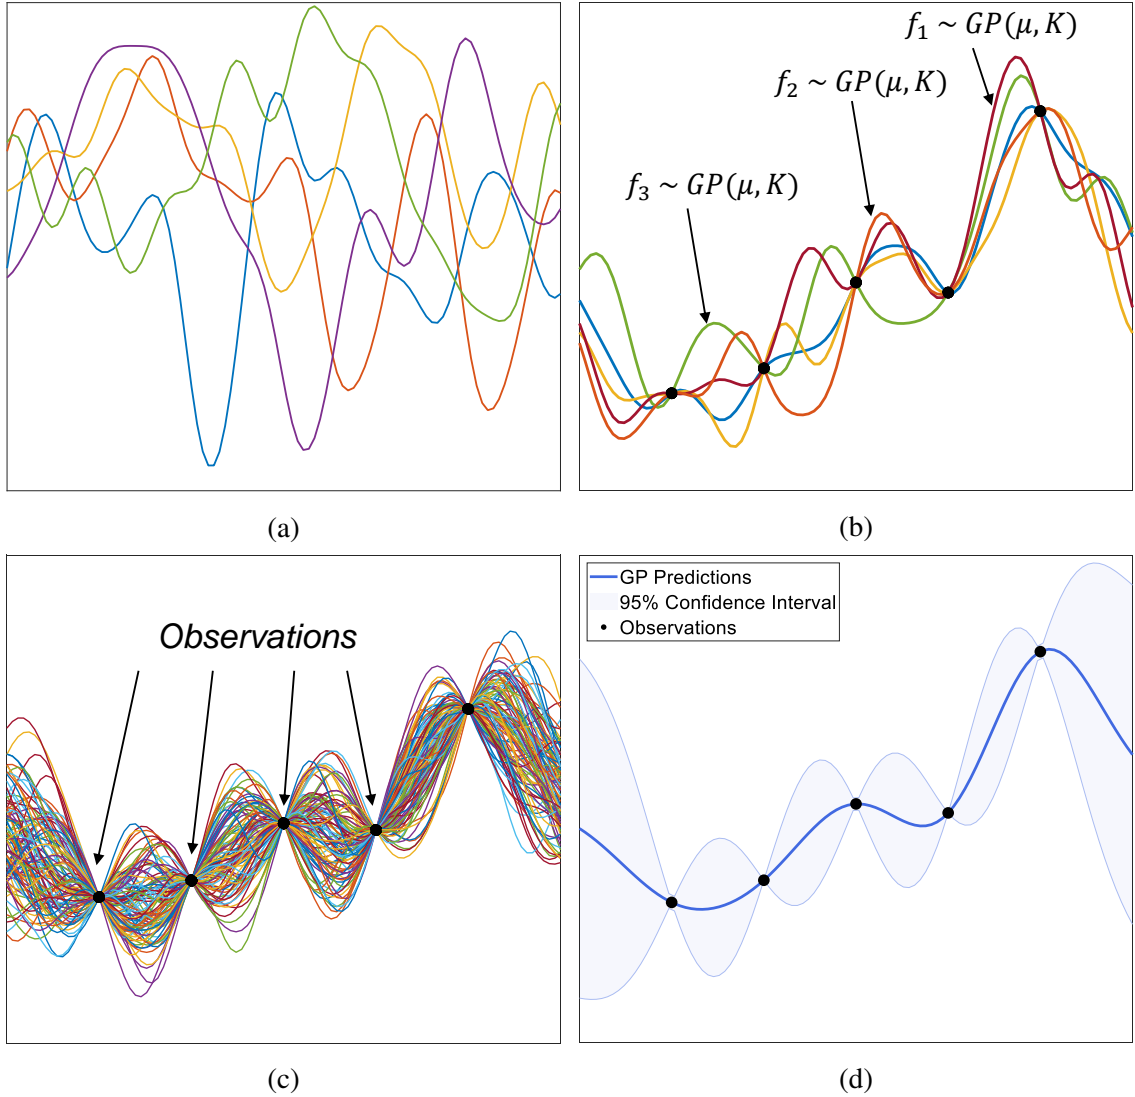 f₁ ~ GP(μ, K)
f₂ ~ GP(μ, K)
f₃ ~ GP(μ, K)
(a)
(b)
Observations
GP Predictions
95% Confidence Interval
Observations
(c)
(d)